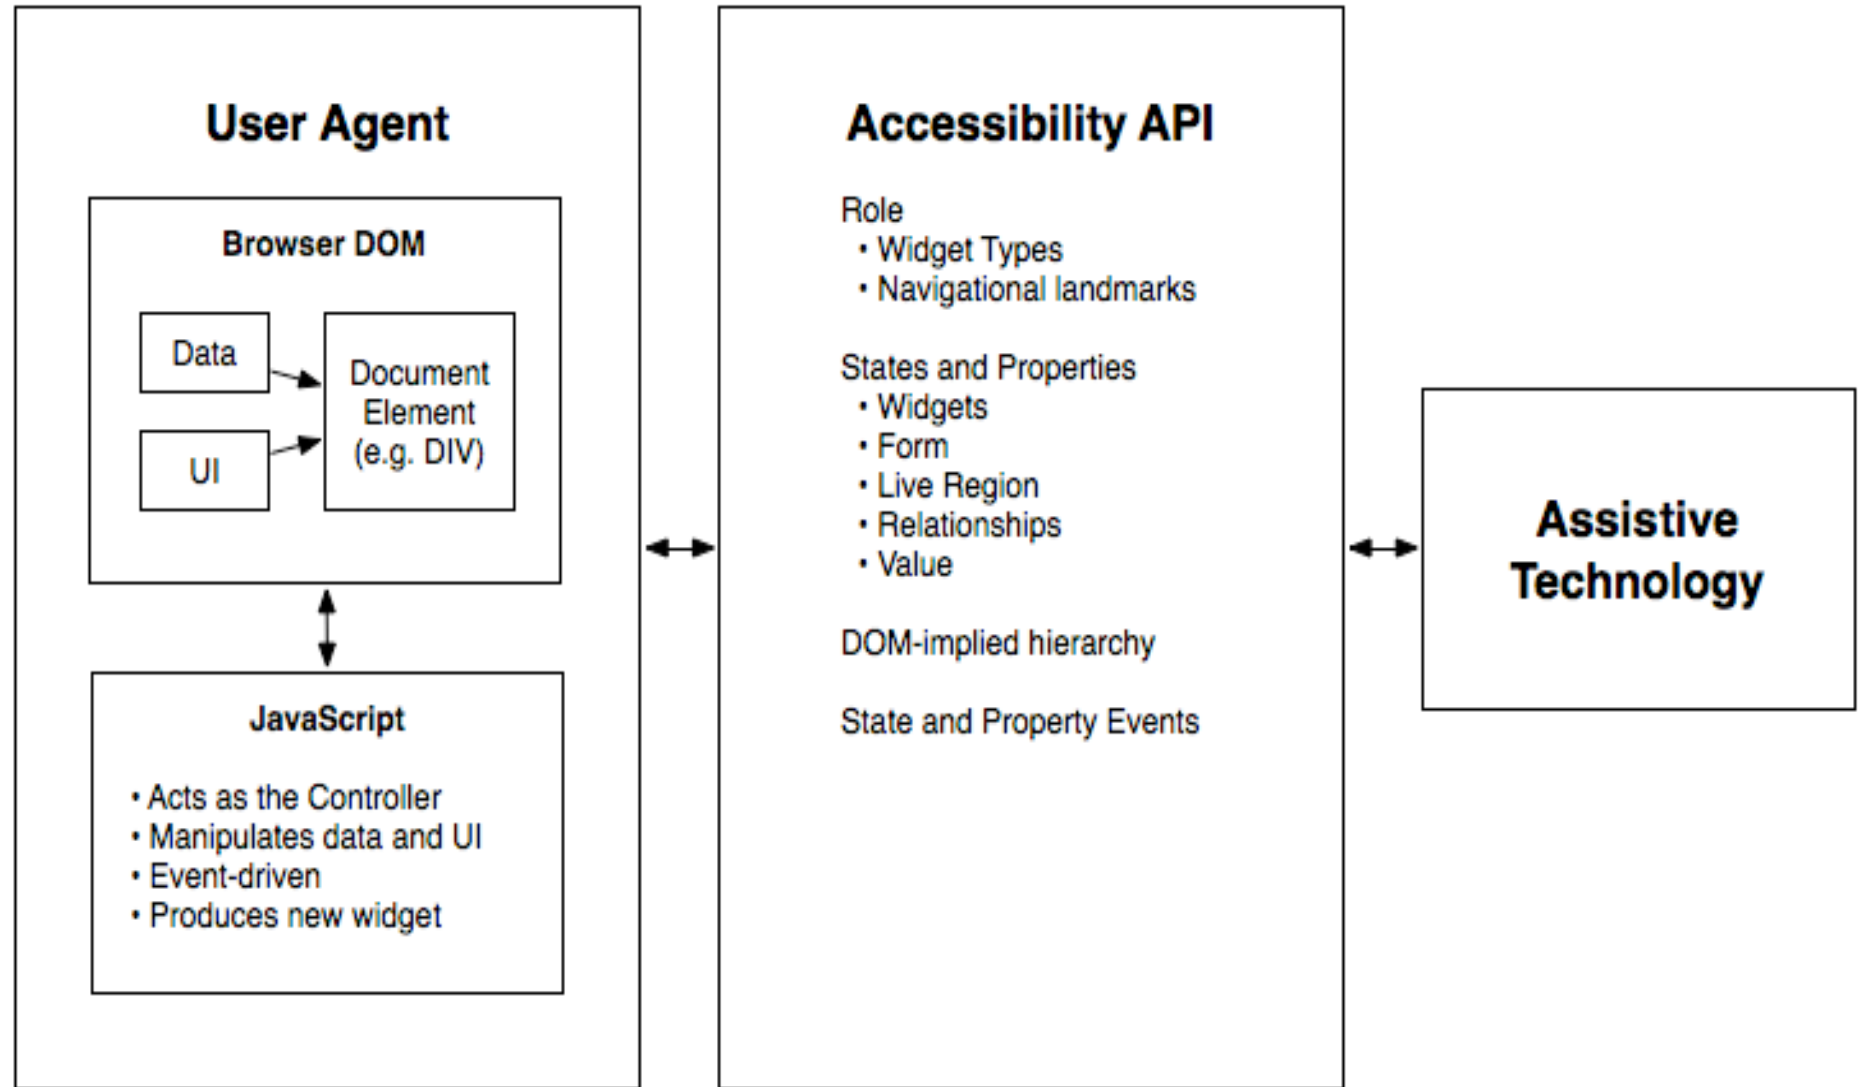 User Agent
Browser DOM
Data
UI
Document
Element
(e.g. DIV)
JavaScript
• Acts as the Controller
• Manipulates data and UI
• Event-driven
• Produces new widget
Accessibility API
Role
• Widget Types
• Navigational landmarks
States and Properties
• Widgets
• Form
• Live Region
• Relationships
• Value
DOM-implied hierarchy
State and Property Events
Assistive
Technology